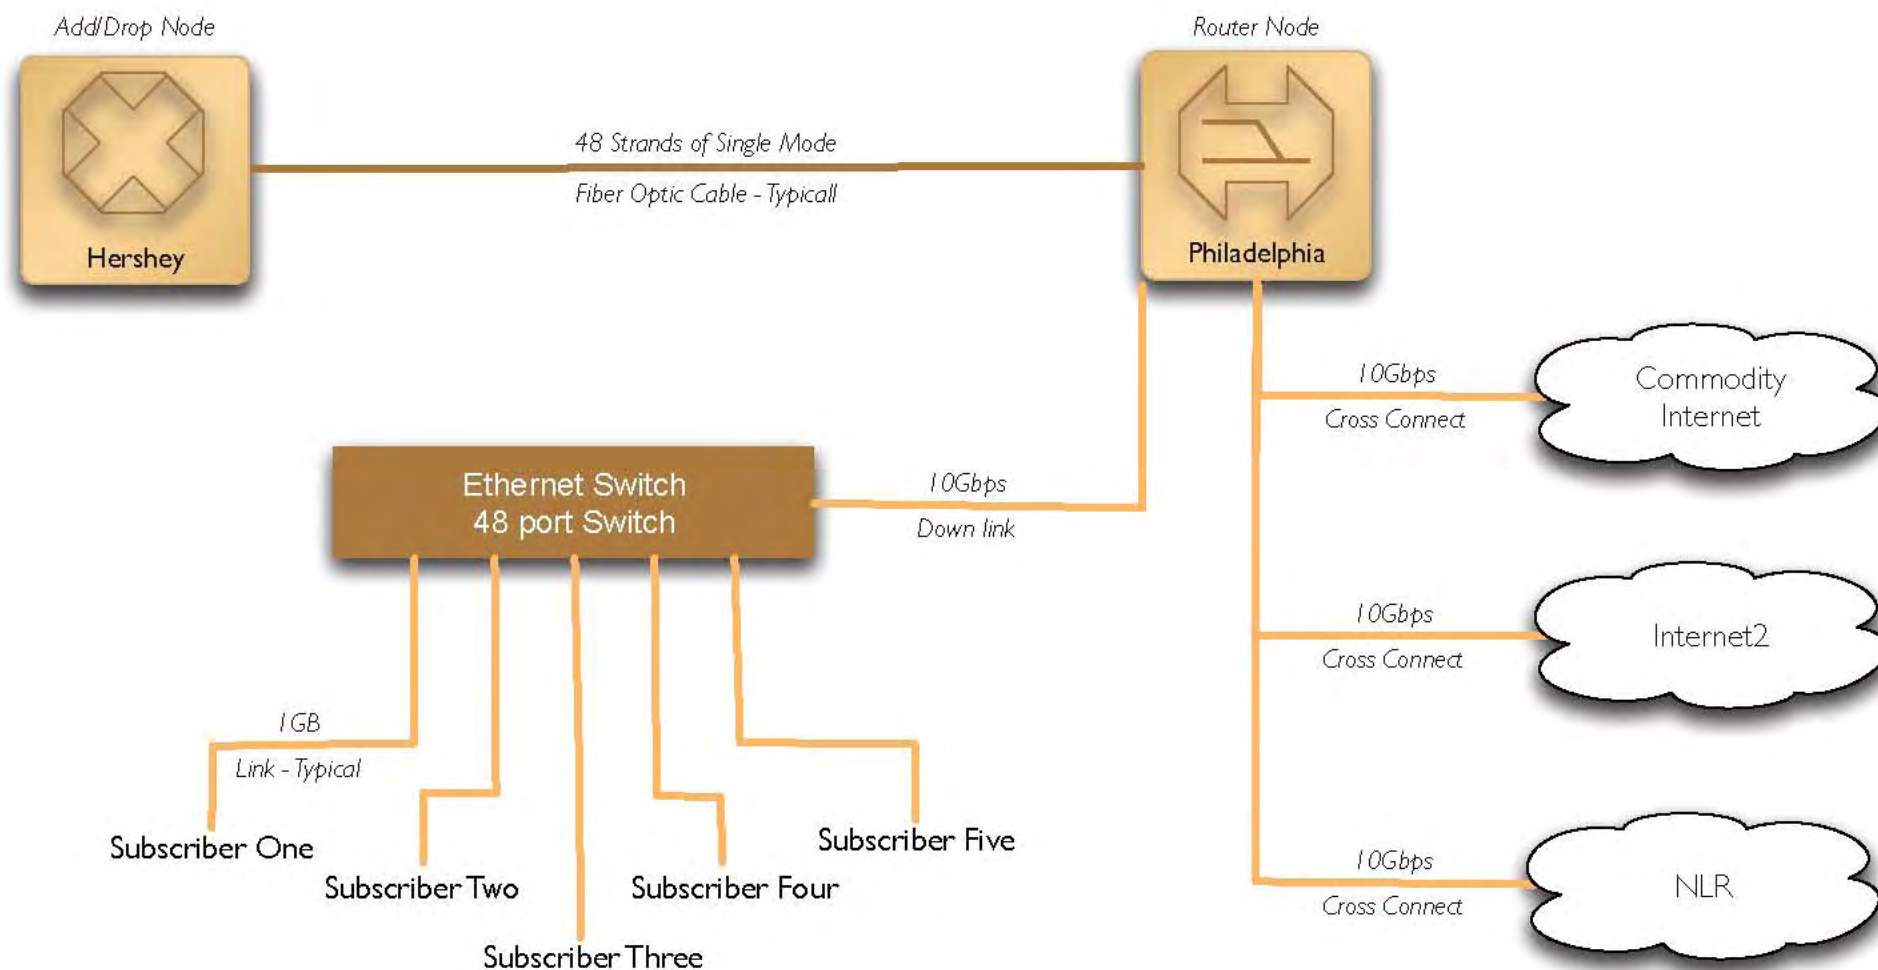 Add/Drop Node
Router Node
48 Strands of Single Mode
Fiber Optic Cable - Typicall
Hershey
Philadelphia
10Gbps
Cross Connect
Commodity
Internet
Ethernet Switch
48 port Switch
10Gbps
Down link
10Gbps
Cross Connect
Internet2
1GB
Link - Typical
Subscriber One
Subscriber Two
Subscriber Three
Subscriber Four
Subscriber Five
10Gbps
Cross Connect
NLR